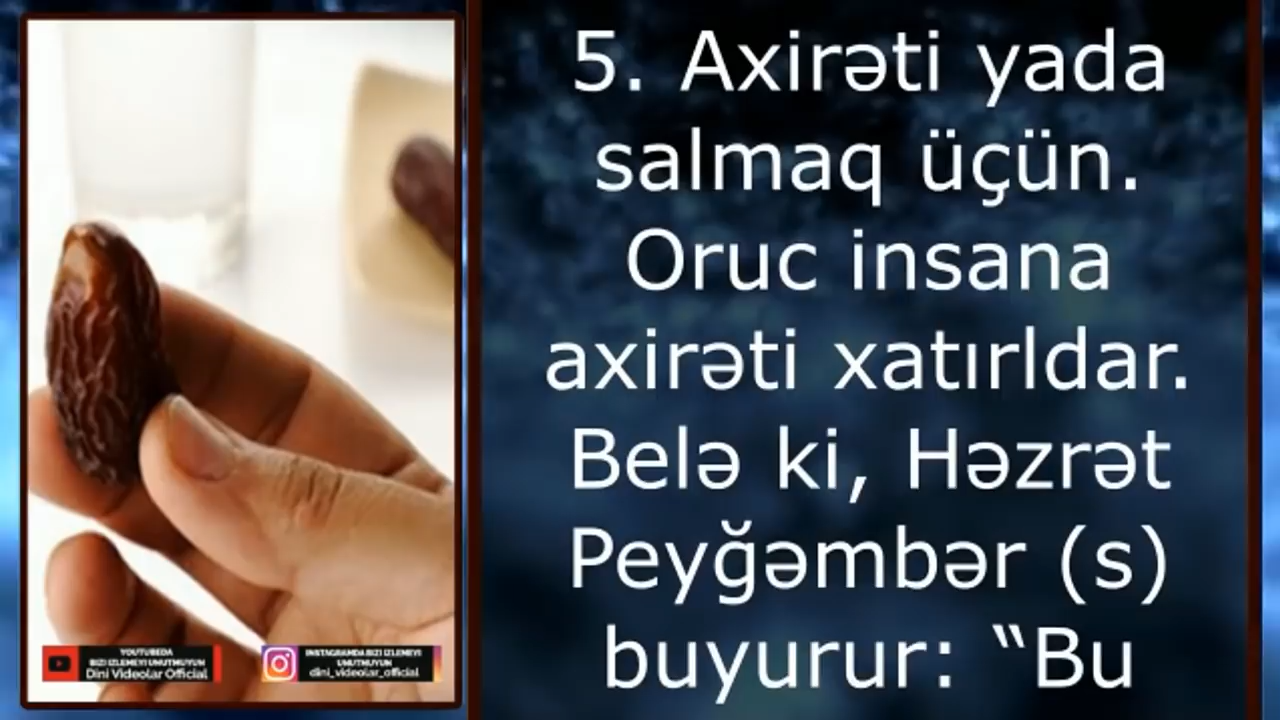 5. Axirəti yada
salmaq üçün.
Oruc insana
axirəti xatırldar.
Belə ki, Həzrət
Peyğəmbər (s)
buyurur: “Bu
YOUTUBEDA
BIZI IZLEMEYI UNUTMUYUN
Dini Videolar Official
INSTAGRAMDA BIZI IZLEMEYI
UNUTMUYUN
dini_videolar_official